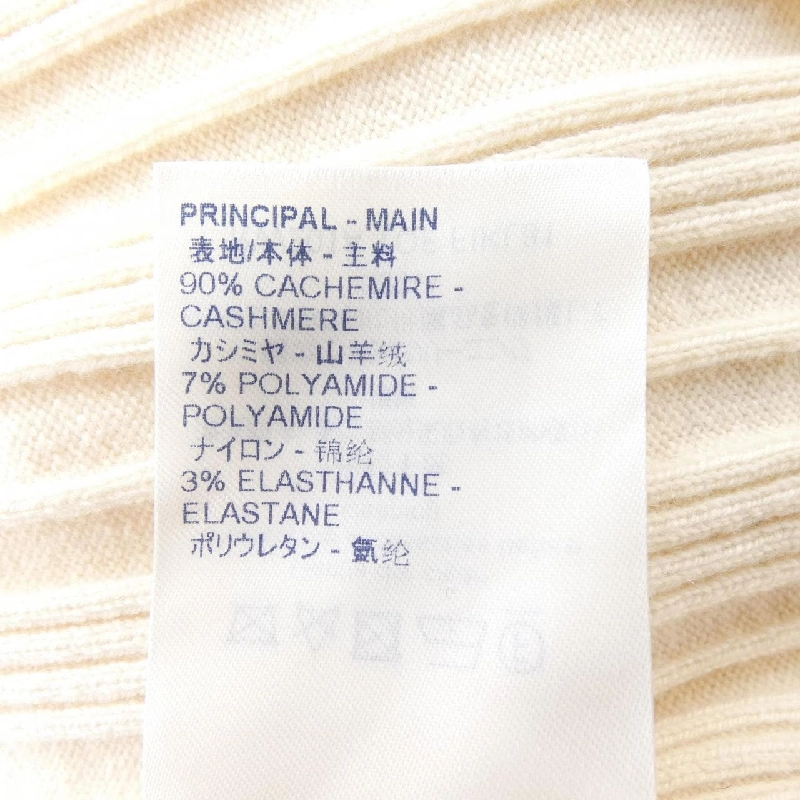 PRINCIPAL - MAIN
表地/本体 - 主料
90% CACHEMIRE -
CASHMERE
カシミヤ - 山羊绒
7% POLYAMIDE -
POLYAMIDE
ナイロン - 锦纶
3% ELASTHANNE -
ELASTANE
ポリウレタン - 氨纶